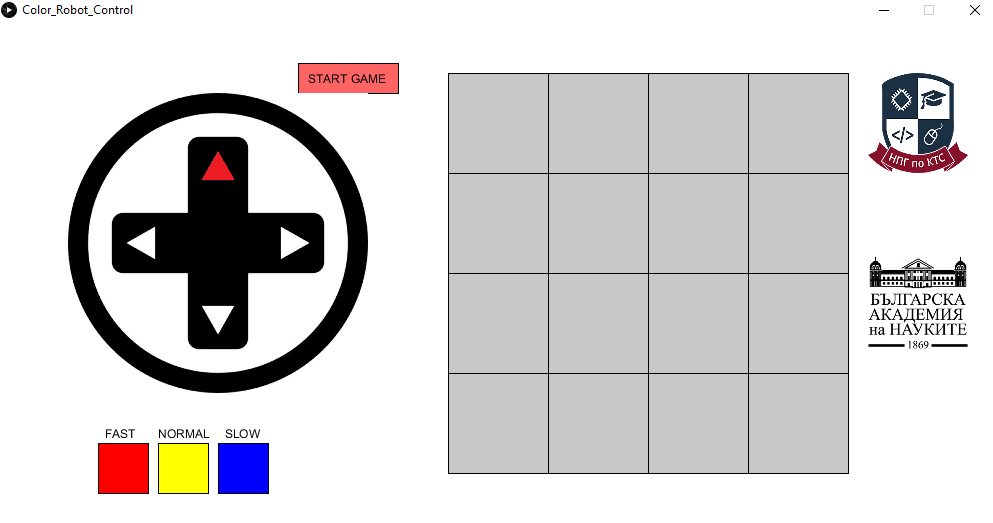 Color_Robot_Control
START GAME
FAST NORMAL SLOW
</>
НПГ по КТС
БЪЛГАРСКА
АКАДЕМИЯ
на НАУКИТЕ
1869